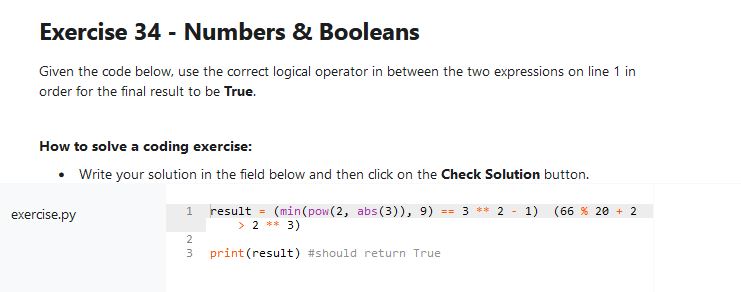 Exercise 34 - Numbers & Booleans
Given the code below, use the correct logical operator in between the two expressions on line 1 in
order for the final result to be True.
How to solve a coding exercise:
• Write your solution in the field below and then click on the Check Solution button.
exercise.py
1 result = (min(pow(2, abs(3)), 9) == 3 ** 2 - 1)  (66 % 20 + 2
> 2 ** 3)
2
3 print(result) #should return True